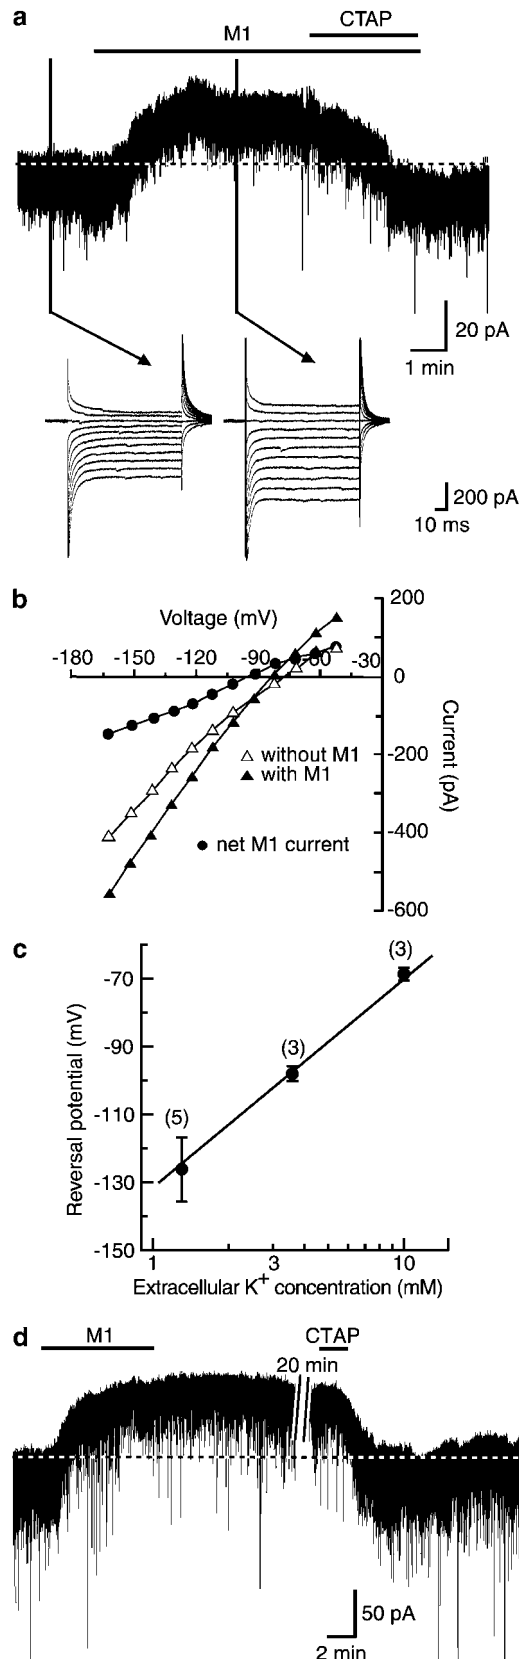 a
CTAP
M1
20 pA
1 min
200 pA
10 ms
b
200
Voltage (mV)
-180 -150 -120 -90 -60 -30
0
-200
-400
-600
Current (pA)
without M1
with M1
net M1 current
c
(3)
(3)
(5)
-70
-90
-110
-130
-150
Reversal potential (mV)
1 3 10
Extracellular K+ concentration (mM)
d
M1
CTAP
20 min
50 pA
2 min